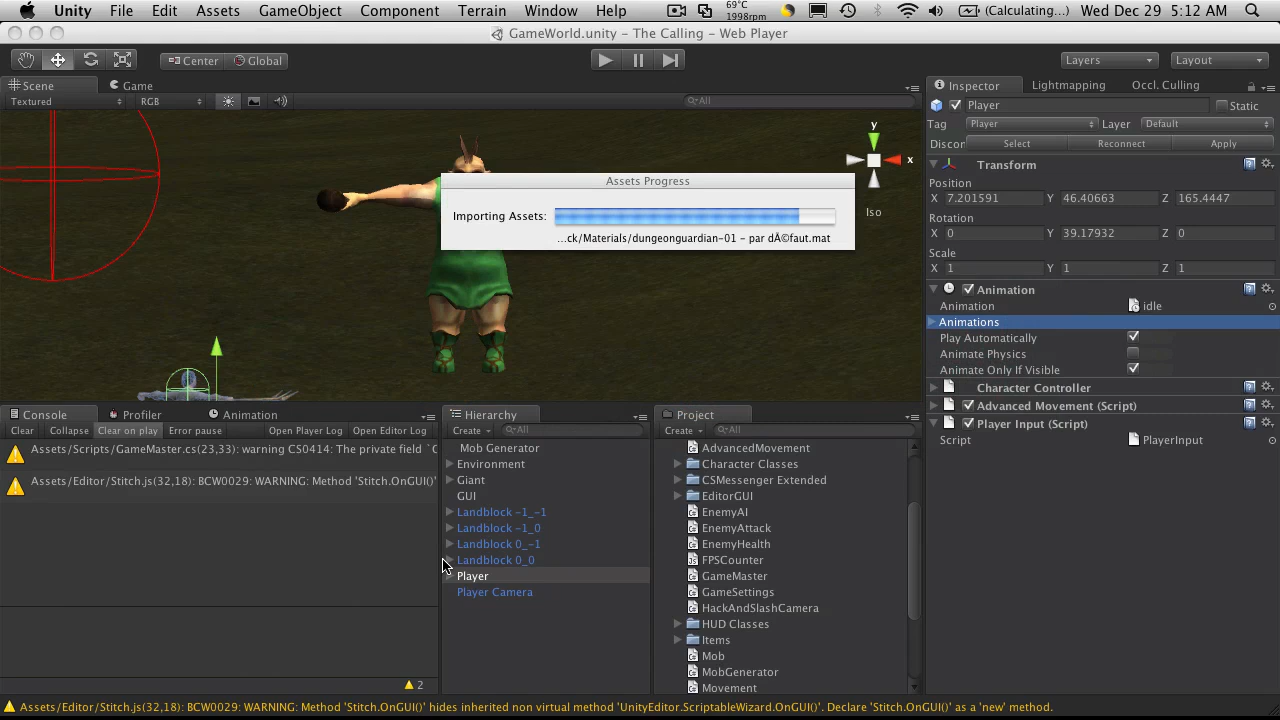 Unity File Edit Assets GameObject Component Terrain Window Help 69°C 1998rpm (Calculating...) Wed Dec 29 5:12 AM
GameWorld.unity - The Calling - Web Player
Center Global Layers Layout
Scene Game
Textured RGB All
y
x
Iso
Assets Progress
Importing Assets:
...ck/Materials/dungeonguardian-01 - par dÃ©faut.mat
Inspector Lightmapping Occl. Culling
Player Static
Tag Player Layer Default
Discon Select Reconnect Apply
Transform
Position
X 7.201591 Y 46.40663 Z 165.4447
Rotation
X 0 Y 39.17932 Z 0
Scale
X 1 Y 1 Z 1
Animation
Animation idle
Animations
Play Automatically
Animate Physics
Animate Only If Visible
Character Controller
Advanced Movement (Script)
Player Input (Script)
Script PlayerInput
Console Profiler Animation
Clear Collapse Clear on play Error pause Open Player Log Open Editor Log
Assets/Scripts/GameMaster.cs(23,33): warning CS0414: The private field `
Assets/Editor/Stitch.js(32,18): BCW0029: WARNING: Method 'Stitch.OnGUI()'
2
Hierarchy
Create All
Mob Generator
Environment
Giant
GUI
Landblock -1_-1
Landblock -1_0
Landblock 0_-1
Landblock 0_0
Player
Player Camera
Project
Create All
AdvancedMovement
Character Classes
CSMessenger Extended
EditorGUI
EnemyAI
EnemyAttack
EnemyHealth
FPSCounter
GameMaster
GameSettings
HackAndSlashCamera
HUD Classes
Items
Mob
MobGenerator
Movement
Assets/Editor/Stitch.js(32,18): BCW0029: WARNING: Method 'Stitch.OnGUI()' hides inherited non virtual method 'UnityEditor.ScriptableWizard.OnGUI()'. Declare 'Stitch.OnGUI()' as a 'new' method.